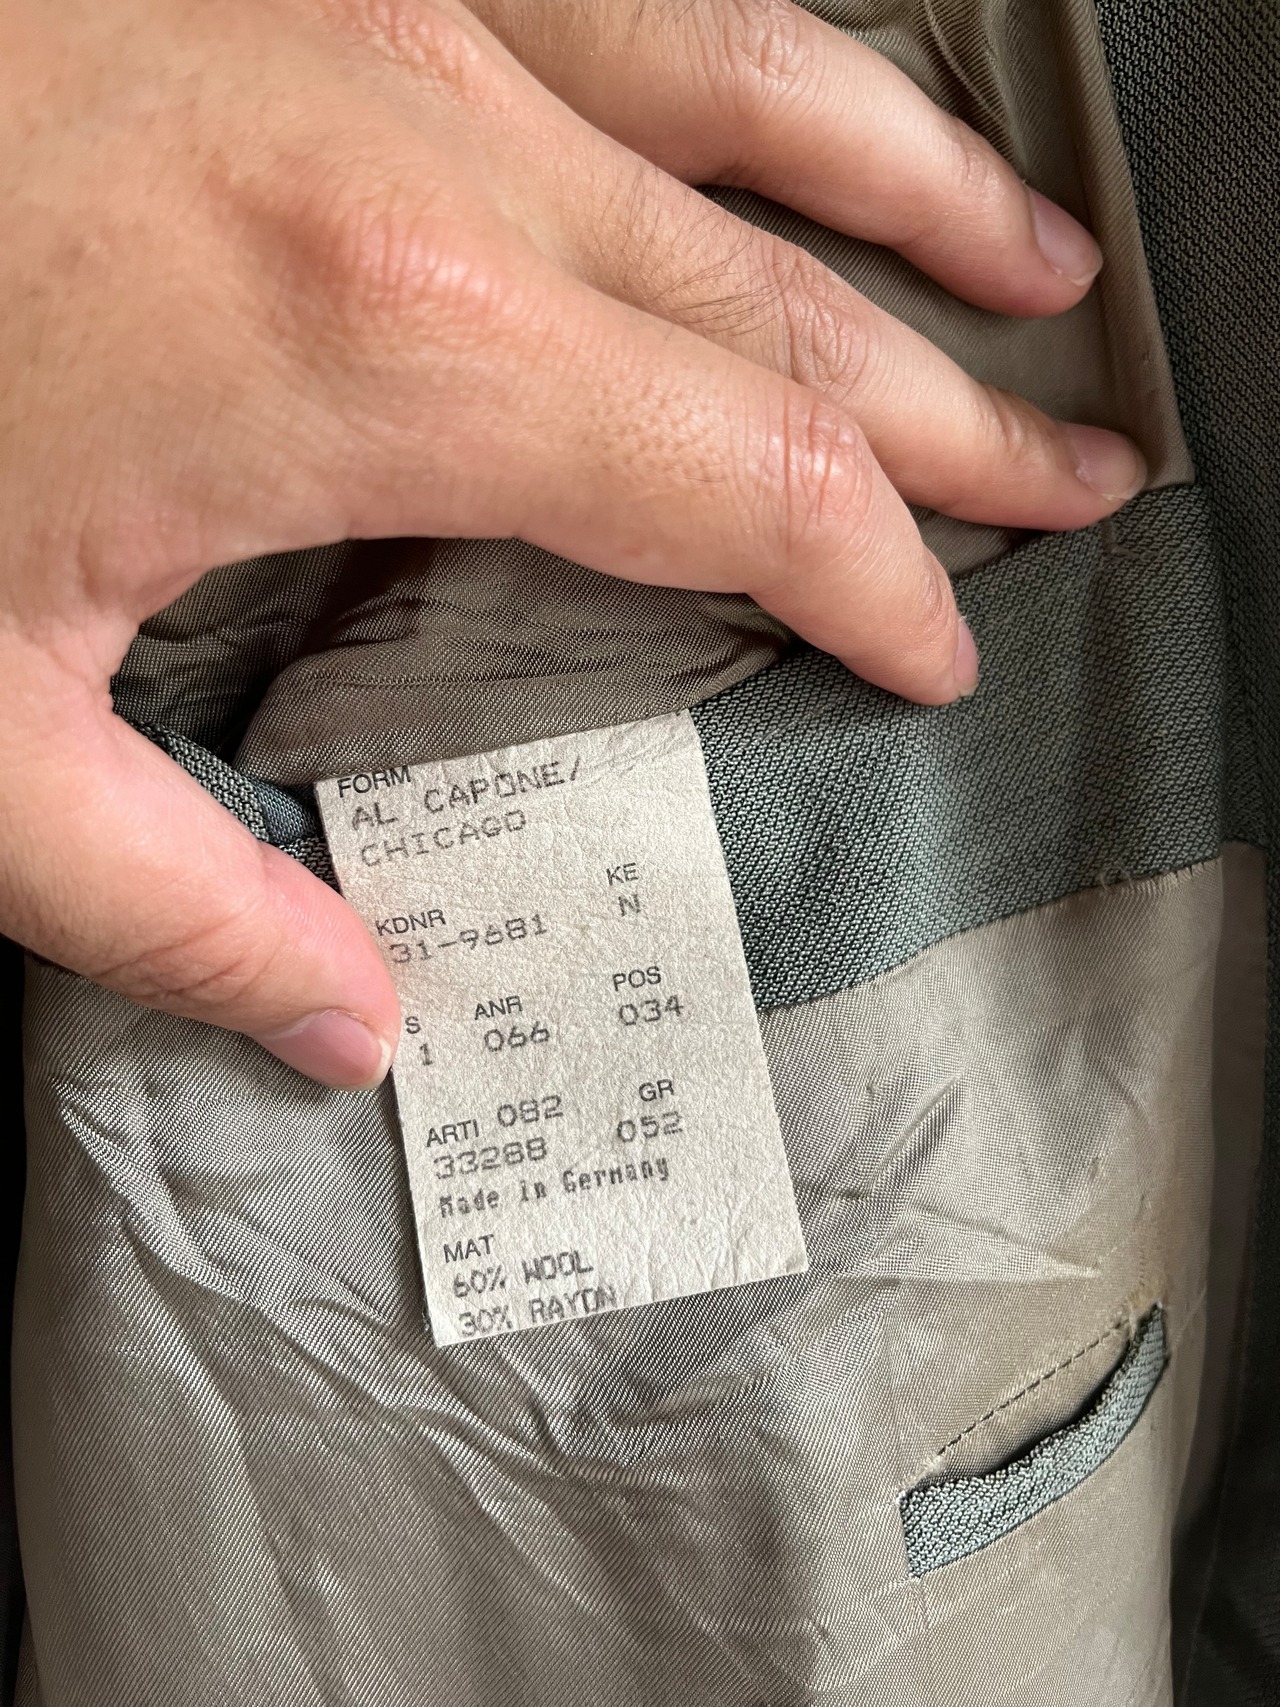 FORM
AL CAPONE/
CHICAGO
KE
KDNR N
31-9681
POS
S ANR 034
1 066
GR
ARTI 082 052
33288
Made in Germany
MAT
60% WOOL
30% RAYON